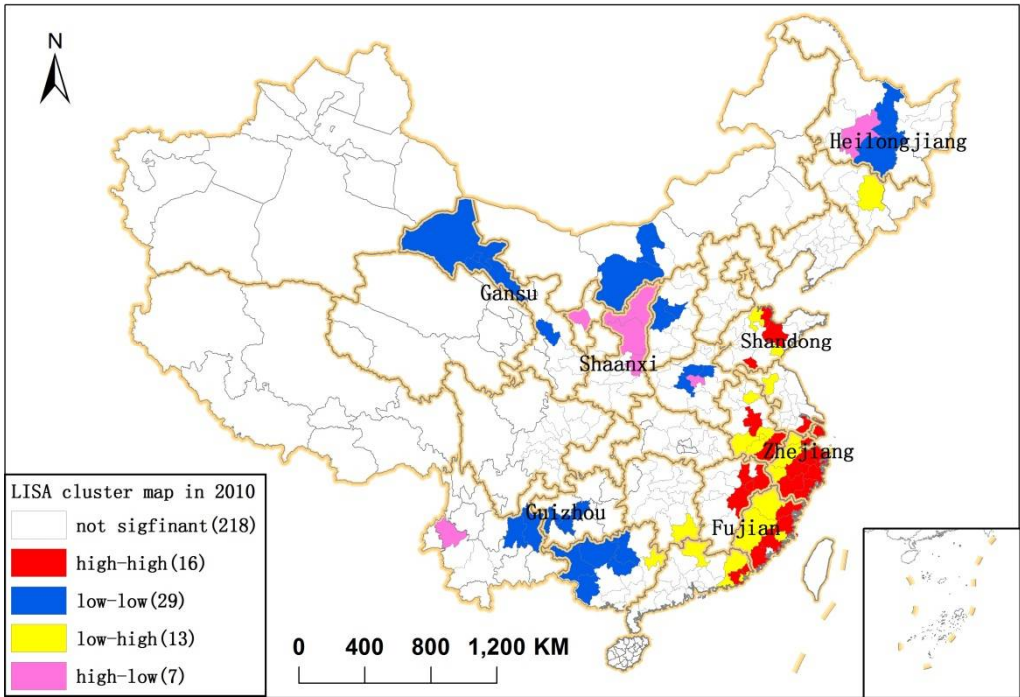 N
Heilongjiang
Gansu
Shandong
Shaanxi
Zhejiang
Guizhou
Fujian
LISA cluster map in 2010
not sigfinant(218)
high-high(16)
low-low(29)
low-high(13)
high-low(7)
0 400 800 1,200 KM